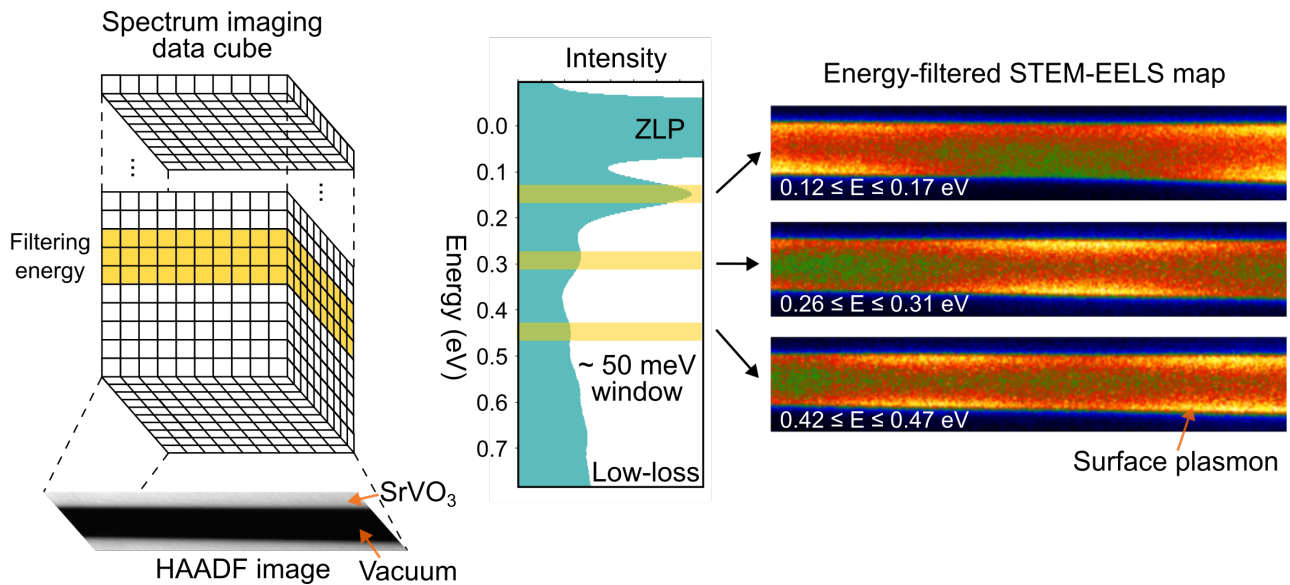 Spectrum imaging
data cube
...
...
Filtering
energy
SrVO₃
HAADF image
Vacuum
Intensity
ZLP
0.0
0.1
0.2
0.3
0.4
0.5
0.6
0.7
Energy (eV)
~ 50 meV
window
Low-loss
Energy-filtered STEM-EELS map
0.12 ≤ E ≤ 0.17 eV
0.26 ≤ E ≤ 0.31 eV
0.42 ≤ E ≤ 0.47 eV
Surface plasmon